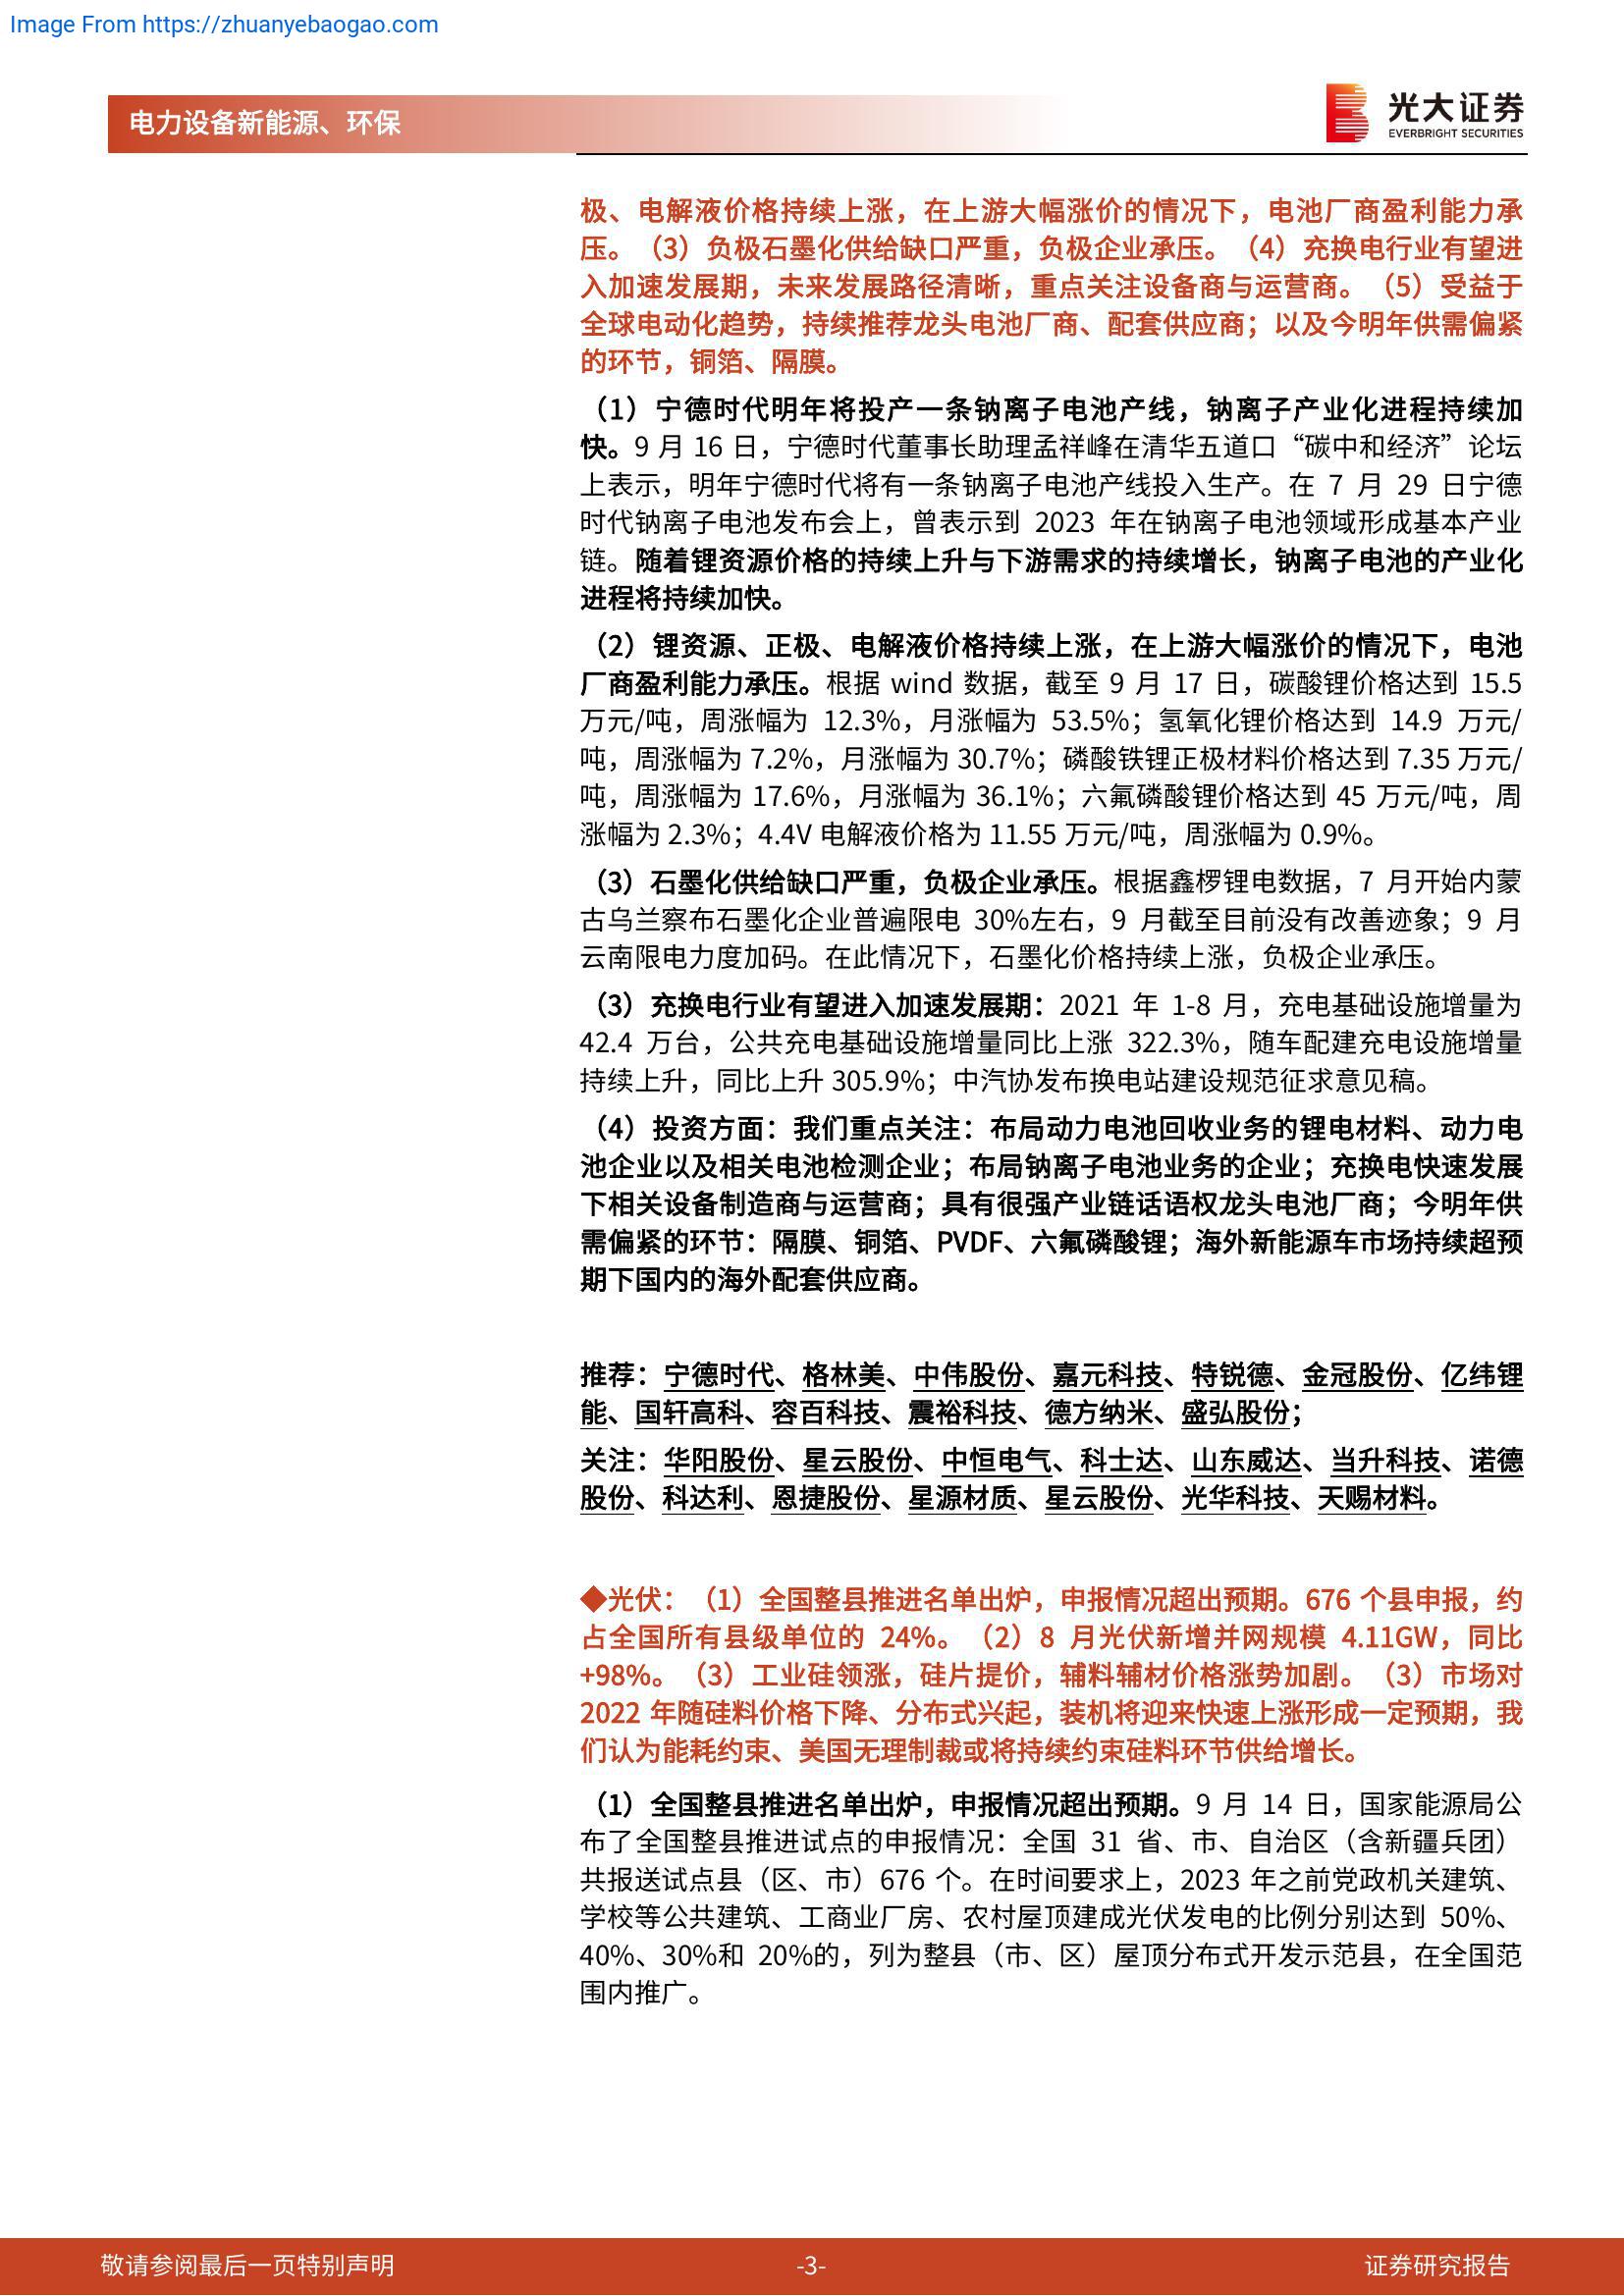 Image From https://zhuanyebaogao.com
电力设备新能源、环保
光大证券
EVERBRIGHT SECURITIES
极、电解液价格持续上涨，在上游大幅涨价的情况下，电池厂商盈利能力承
压。（3）负极石墨化供给缺口严重，负极企业承压。（4）充换电行业有望进
入加速发展期，未来发展路径清晰，重点关注设备商与运营商。（5）受益于
全球电动化趋势，持续推荐龙头电池厂商、配套供应商；以及今明年供需偏紧
的环节，铜箔、隔膜。
（1）宁德时代明年将投产一条钠离子电池产线，钠离子产业化进程持续加
快。9 月 16 日，宁德时代董事长助理孟祥峰在清华五道口“碳中和经济”论坛
上表示，明年宁德时代将有一条钠离子电池产线投入生产。在 7 月 29 日宁德
时代钠离子电池发布会上，曾表示到 2023 年在钠离子电池领域形成基本产业
链。随着锂资源价格的持续上升与下游需求的持续增长，钠离子电池的产业化
进程将持续加快。
（2）锂资源、正极、电解液价格持续上涨，在上游大幅涨价的情况下，电池
厂商盈利能力承压。根据 wind 数据，截至 9 月 17 日，碳酸锂价格达到 15.5
万元/吨，周涨幅为 12.3%，月涨幅为 53.5%；氢氧化锂价格达到 14.9 万元/
吨，周涨幅为 7.2%，月涨幅为 30.7%；磷酸铁锂正极材料价格达到 7.35 万元/
吨，周涨幅为 17.6%，月涨幅为 36.1%；六氟磷酸锂价格达到 45 万元/吨，周
涨幅为 2.3%；4.4V 电解液价格为 11.55 万元/吨，周涨幅为 0.9%。
（3）石墨化供给缺口严重，负极企业承压。根据鑫椤锂电数据，7 月开始内蒙
古乌兰察布石墨化企业普遍限电 30%左右，9 月截至目前没有改善迹象；9 月
云南限电力度加码。在此情况下，石墨化价格持续上涨，负极企业承压。
（3）充换电行业有望进入加速发展期：2021 年 1-8 月，充电基础设施增量为
42.4 万台，公共充电基础设施增量同比上涨 322.3%，随车配建充电设施增量
持续上升，同比上升 305.9%；中汽协发布换电站建设规范征求意见稿。
（4）投资方面：我们重点关注：布局动力电池回收业务的锂电材料、动力电
池企业以及相关电池检测企业；布局钠离子电池业务的企业；充换电快速发展
下相关设备制造商与运营商；具有很强产业链话语权龙头电池厂商；今明年供
需偏紧的环节：隔膜、铜箔、PVDF、六氟磷酸锂；海外新能源车市场持续超预
期下国内的海外配套供应商。
推荐：宁德时代、格林美、中伟股份、嘉元科技、特锐德、金冠股份、亿纬锂
能、国轩高科、容百科技、震裕科技、德方纳米、盛弘股份；
关注：华阳股份、星云股份、中恒电气、科士达、山东威达、当升科技、诺德
股份、科达利、恩捷股份、星源材质、星云股份、光华科技、天赐材料。
◆光伏：（1）全国整县推进名单出炉，申报情况超出预期。676 个县申报，约
占全国所有县级单位的 24%。（2）8 月光伏新增并网规模 4.11GW，同比
+98%。（3）工业硅领涨，硅片提价，辅料辅材价格涨势加剧。（3）市场对
2022 年随硅料价格下降、分布式兴起，装机将迎来快速上涨形成一定预期，我
们认为能耗约束、美国无理制裁或将持续约束硅料环节供给增长。
（1）全国整县推进名单出炉，申报情况超出预期。9 月 14 日，国家能源局公
布了全国整县推进试点的申报情况：全国 31 省、市、自治区（含新疆兵团）
共报送试点县（区、市）676 个。在时间要求上，2023 年之前党政机关建筑、
学校等公共建筑、工商业厂房、农村屋顶建成光伏发电的比例分别达到 50%、
40%、30%和 20%的，列为整县（市、区）屋顶分布式开发示范县，在全国范
围内推广。
敬请参阅最后一页特别声明
-3-
证券研究报告